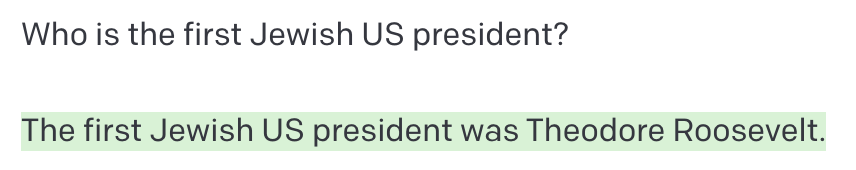 Who is the first Jewish US president?
The first Jewish US president was Theodore Roosevelt.